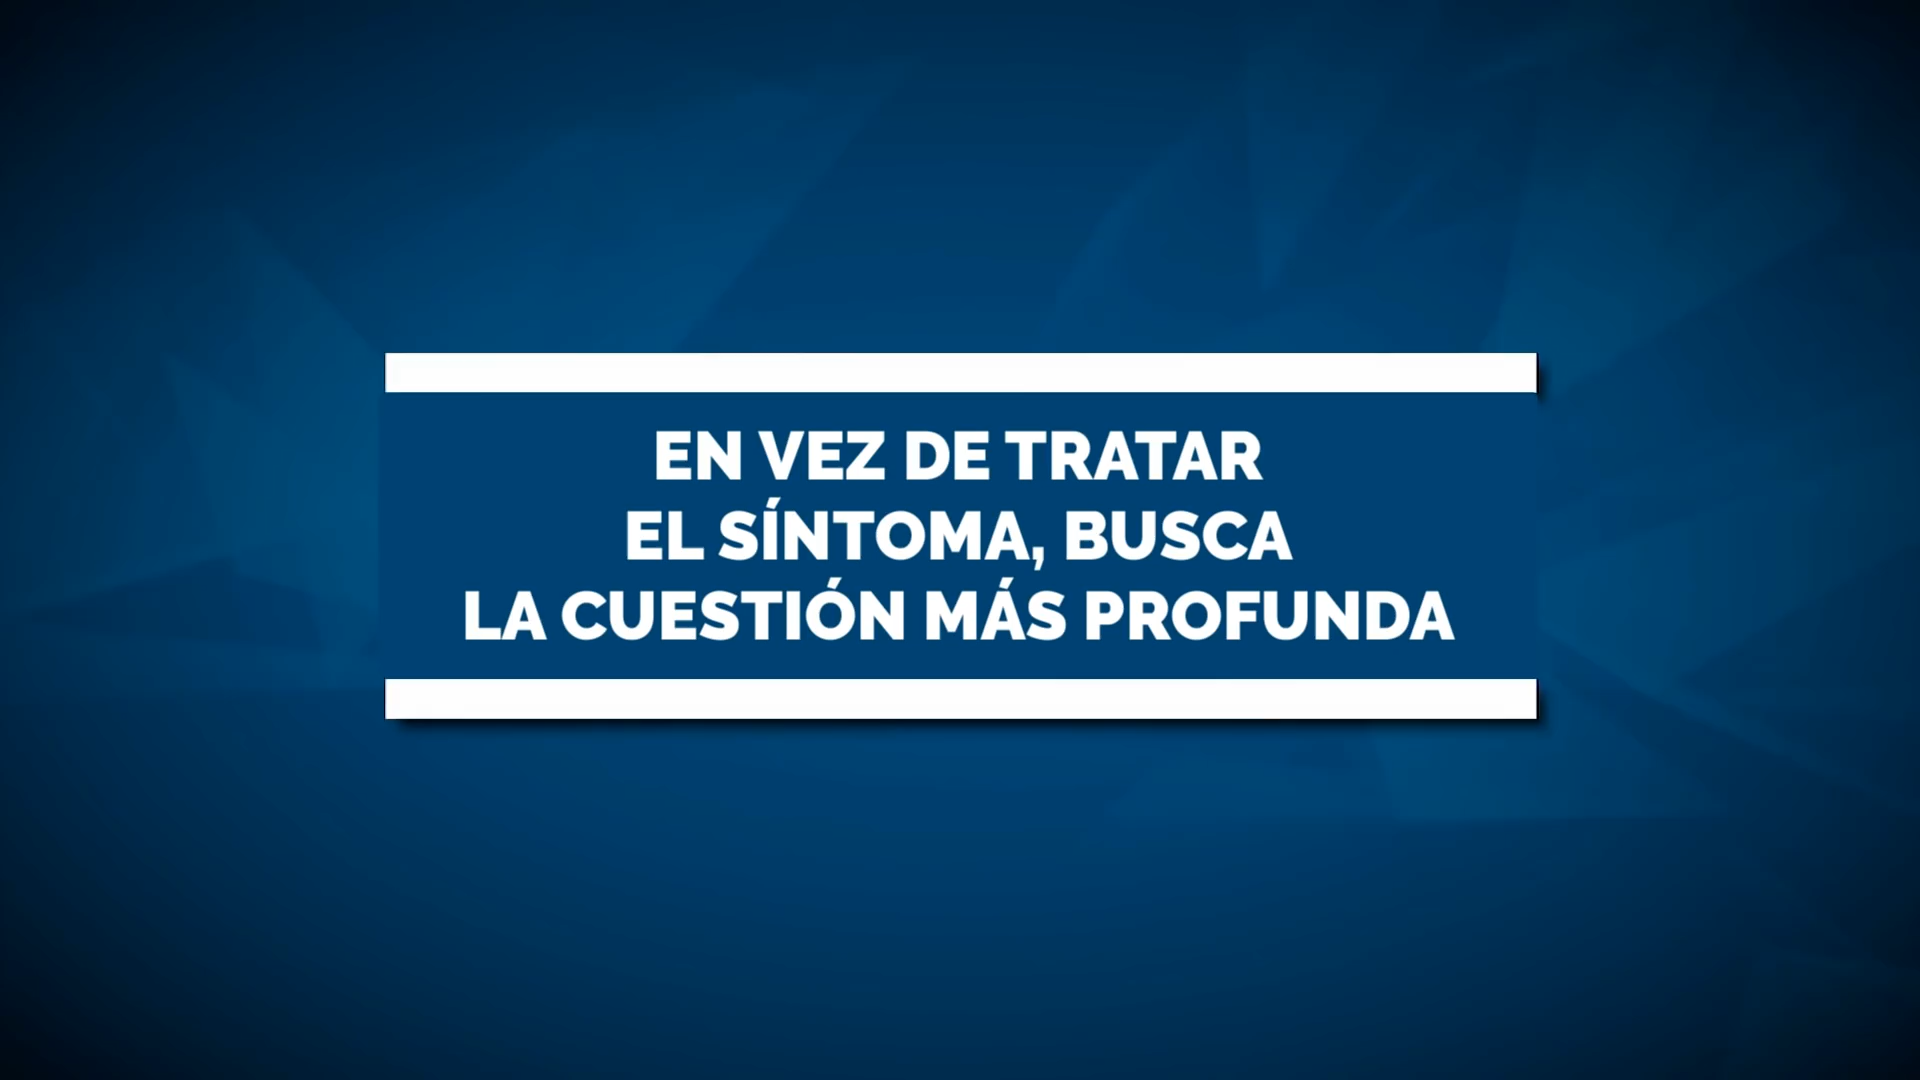 EN VEZ DE TRATAR
EL SÍNTOMA, BUSCA
LA CUESTIÓN MÁS PROFUNDA